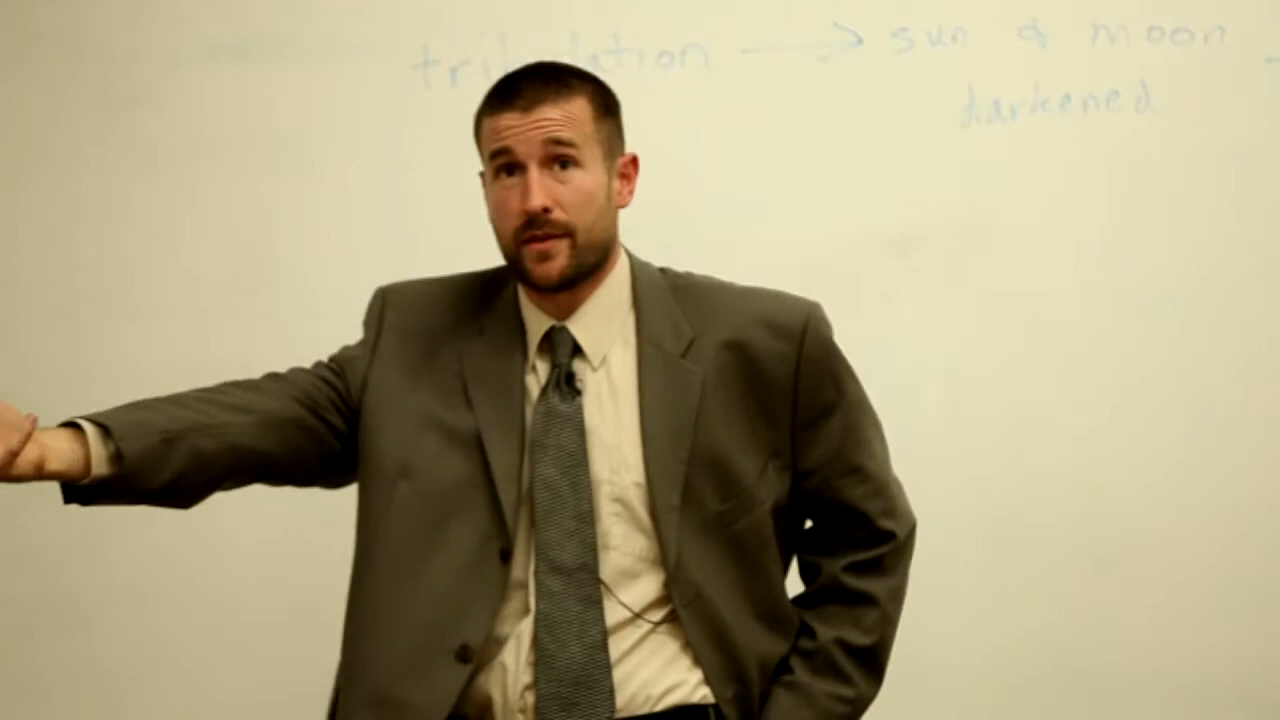 tribulation → sun & moon
darkened